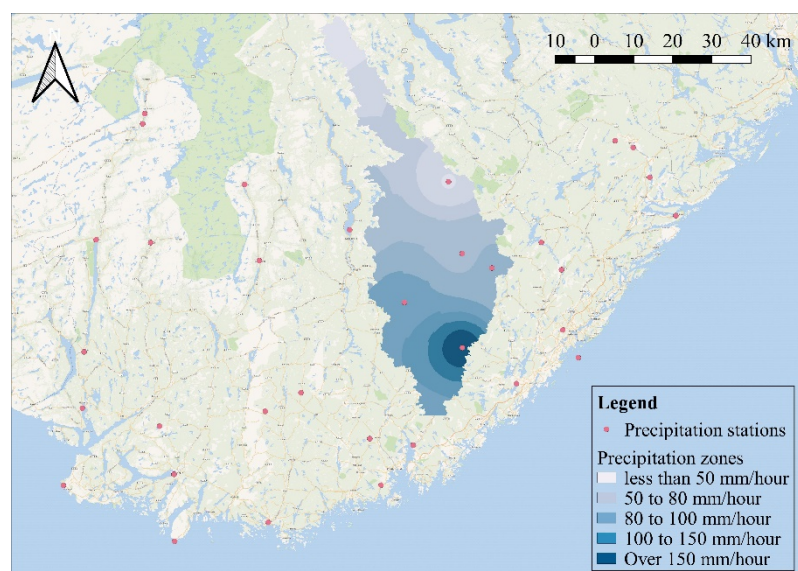 10 0 10 20 30 40 km
Legend
Precipitation stations
Precipitation zones
less than 50 mm/hour
50 to 80 mm/hour
80 to 100 mm/hour
100 to 150 mm/hour
Over 150 mm/hour